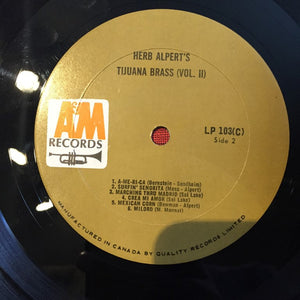 HERB ALPERT'S
TIJUANA BRASS (VOL. II)
A&M
RECORDS
LP 103(C)
Side 2
1. A-ME-RI-CA (Bernstein - Sondheim)
2. SURFIN' SENORITA (Mesa - Alpert)
3. MARCHING THRU MADRID (Sol Lake)
4. CREA MI AMOR (Sol Lake)
5. MEXICAN CORN (Bowman - Alpert)
6. MILORD (M. Monnot)
MANUFACTURED IN CANADA BY QUALITY RECORDS LIMITED